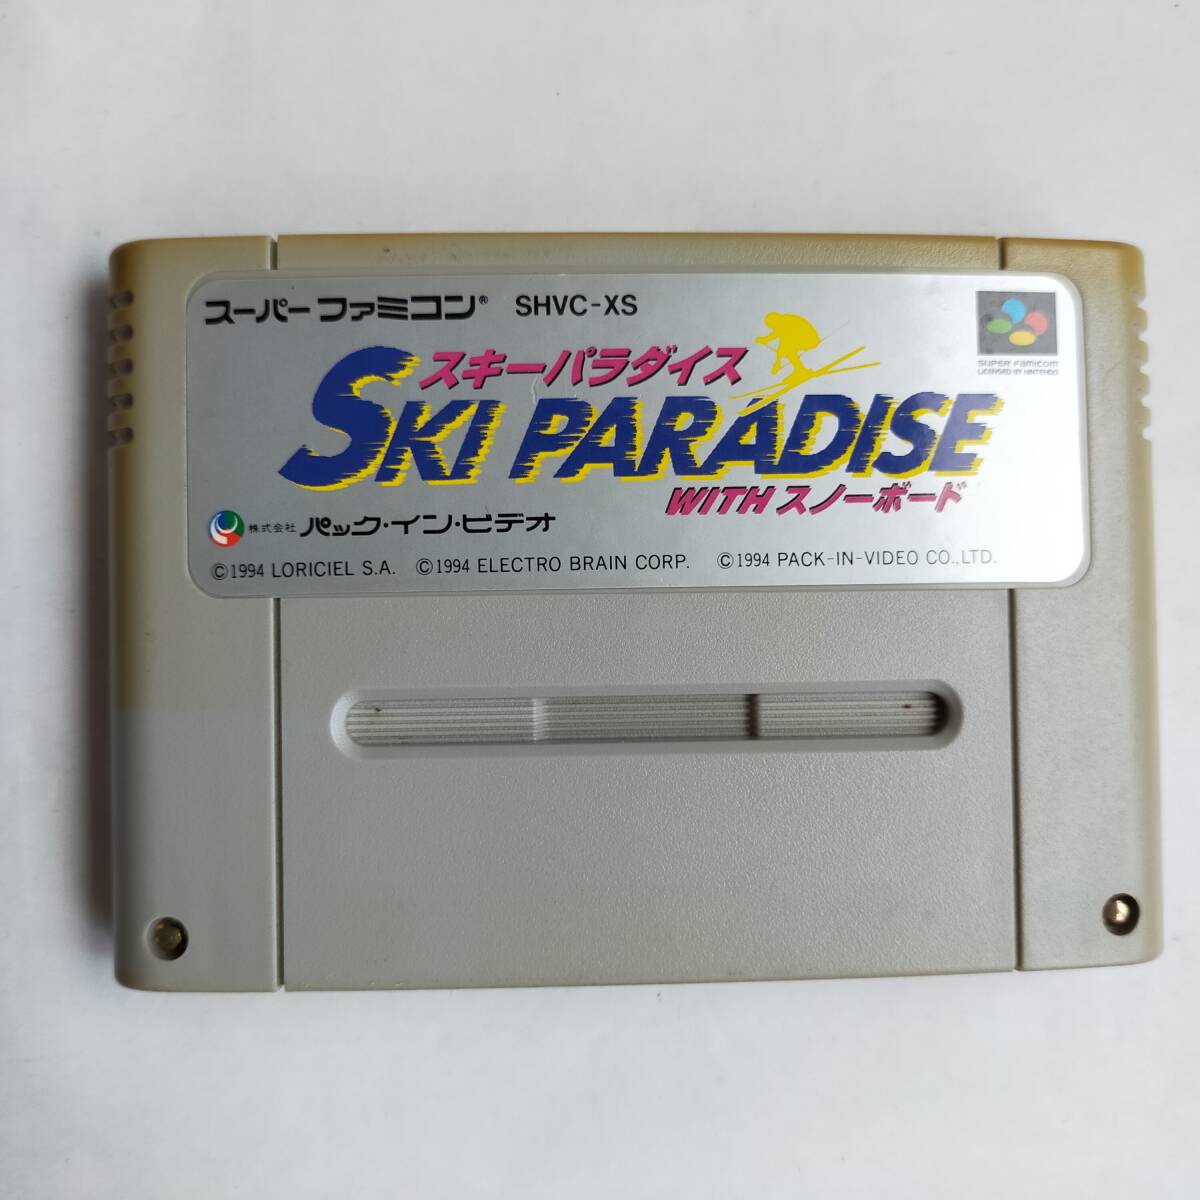 スーパーファミコン® SHVC-XS
SUPER FAMICOM
LICENSED BY NINTENDO
スキーパラダイス
SKI PARADISE
WITH スノーボード
株式会社 パック・イン・ビデオ
©1994 LORICIEL S.A. ©1994 ELECTRO BRAIN CORP. ©1994 PACK-IN-VIDEO CO.,LTD.